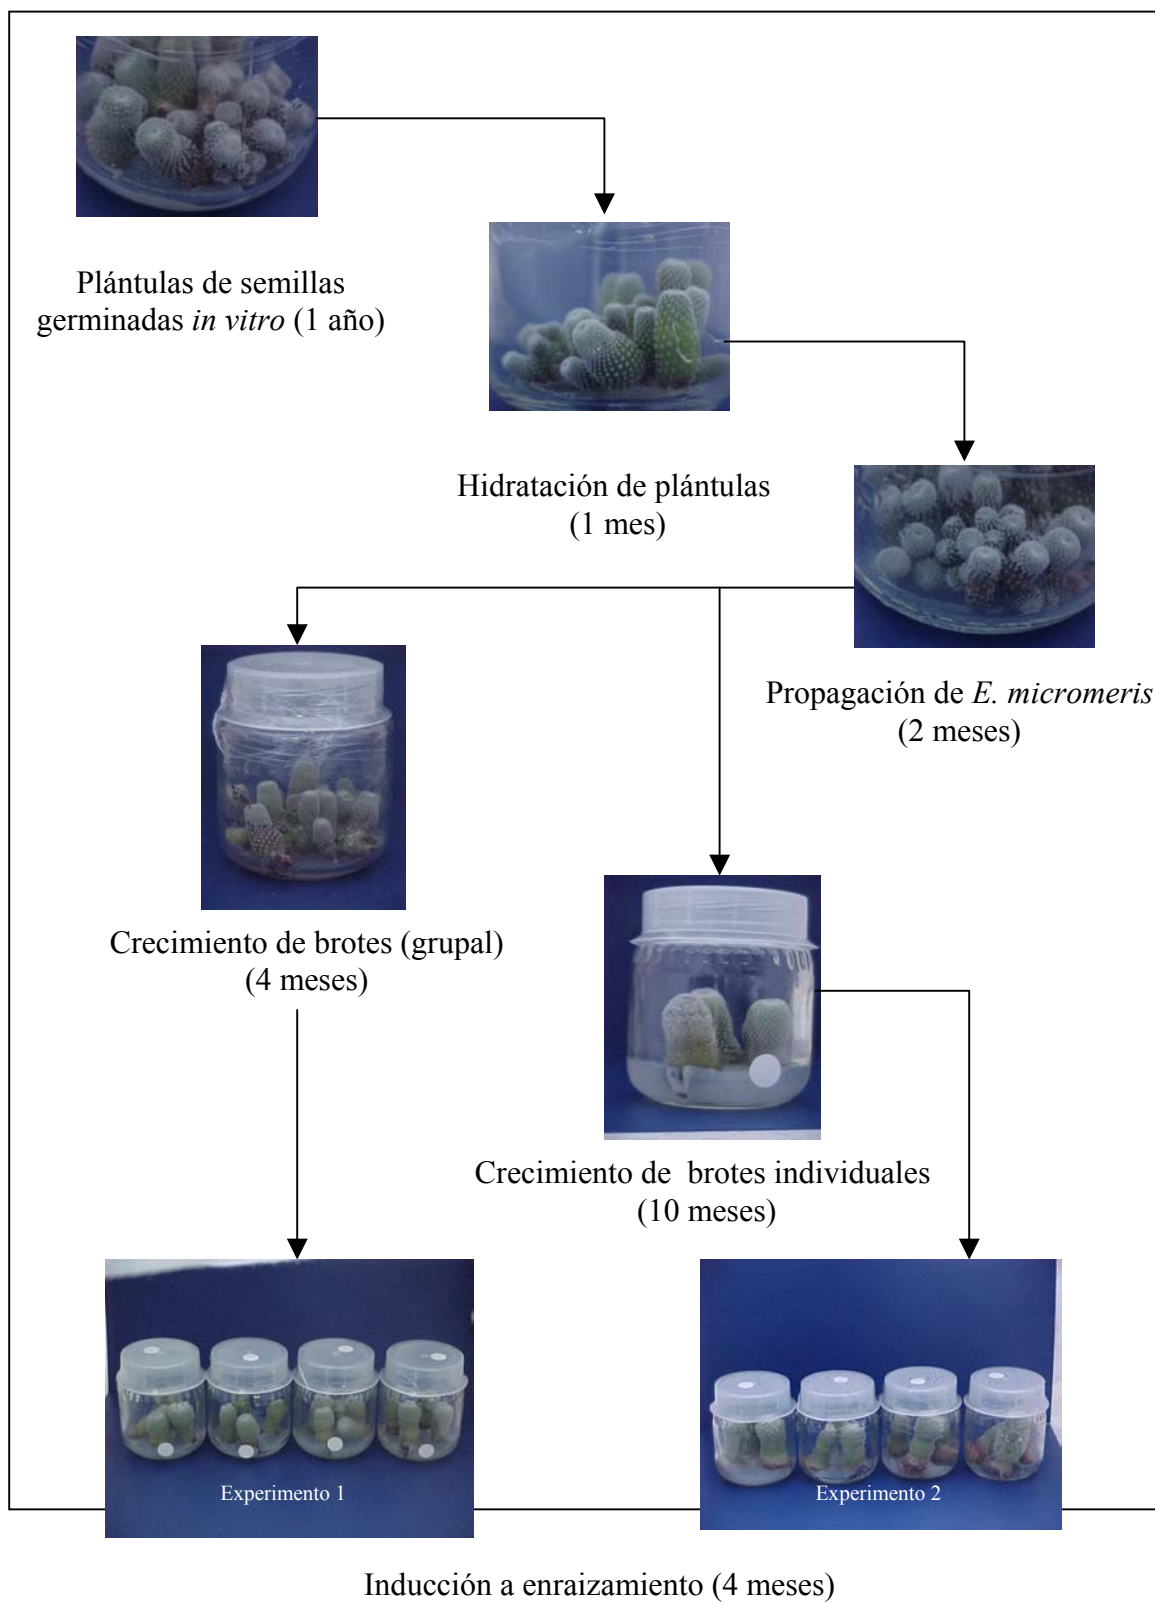 Plántulas de semillas
germinadas in vitro (1 año)
Hidratación de plántulas
(1 mes)
Propagación de E. micromeris
(2 meses)
Crecimiento de brotes (grupal)
(4 meses)
Crecimiento de brotes individuales
(10 meses)
Experimento 1
Experimento 2
Inducción a enraizamiento (4 meses)